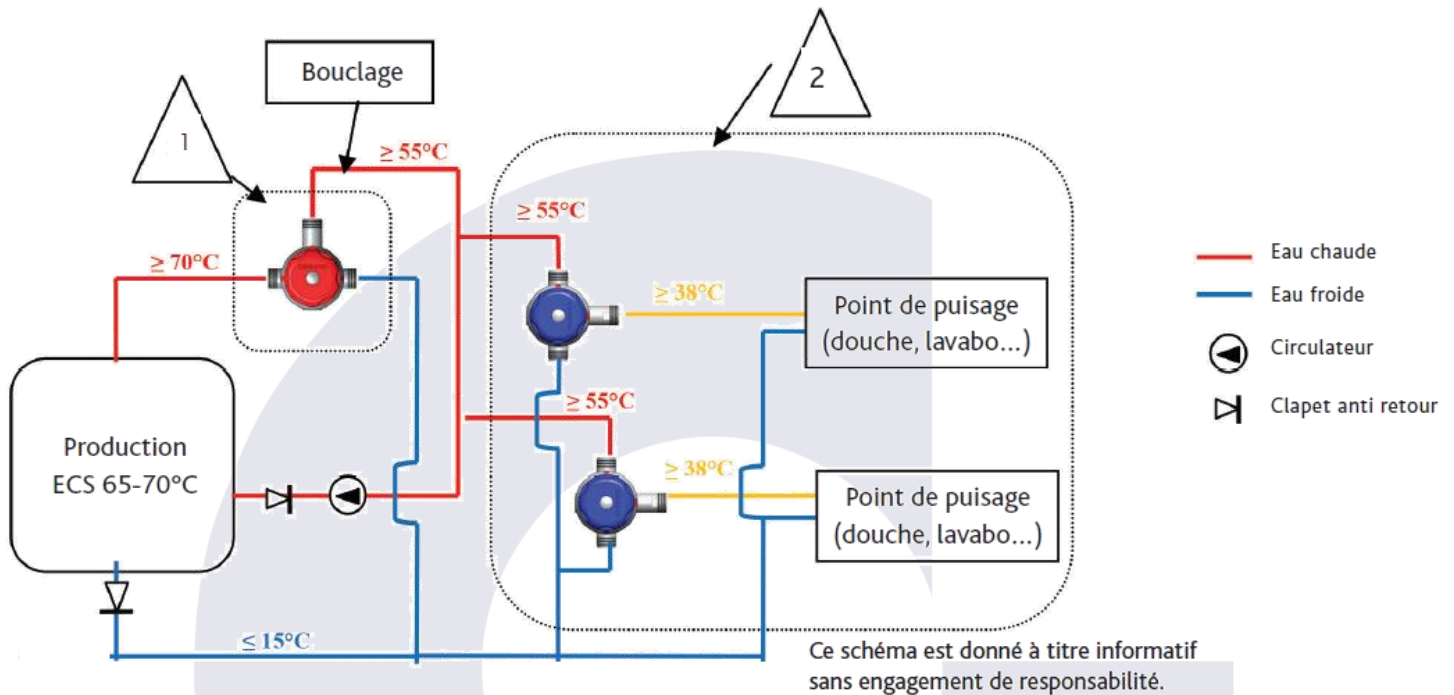 Bouclage
1
2
≥ 55°C
≥ 70°C
≥ 55°C
≥ 38°C
Point de puisage
(douche, lavabo...)
Production
ECS 65-70°C
≥ 55°C
≥ 38°C
Point de puisage
(douche, lavabo...)
≤ 15°C
Eau chaude
Eau froide
Circulateur
Clapet anti retour
Ce schéma est donné à titre informatif
sans engagement de responsabilité.